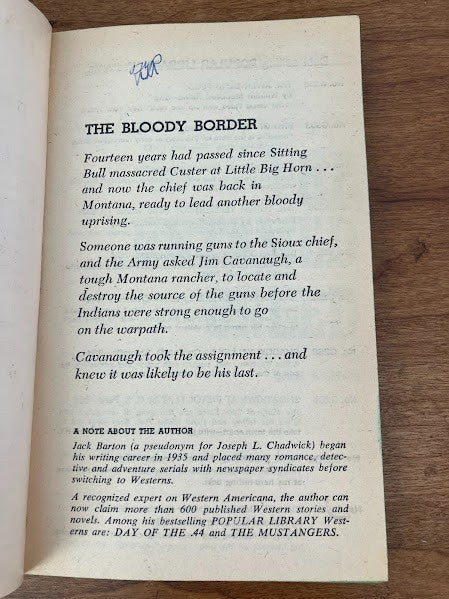 THE BLOODY BORDER
Fourteen years had passed since Sitting
Bull massacred Custer at Little Big Horn . . .
and now the chief was back in
Montana, ready to lead another bloody
uprising.
Someone was running guns to the Sioux chief,
and the Army asked Jim Cavanaugh, a
tough Montana rancher, to locate and
destroy the source of the guns before the
Indians were strong enough to go
on the warpath.
Cavanaugh took the assignment . . . and
knew it was likely to be his last.
A NOTE ABOUT THE AUTHOR
Jack Barton (a pseudonym for Joseph L. Chadwick) began
his writing career in 1935 and placed many romance, detec-
tive and adventure serials with newspaper syndicates before
switching to Westerns.
A recognized expert on Western Americana, the author can
now claim more than 600 published Western stories and
novels. Among his bestselling POPULAR LIBRARY West-
erns are: DAY OF THE .44 and THE MUSTANGERS.